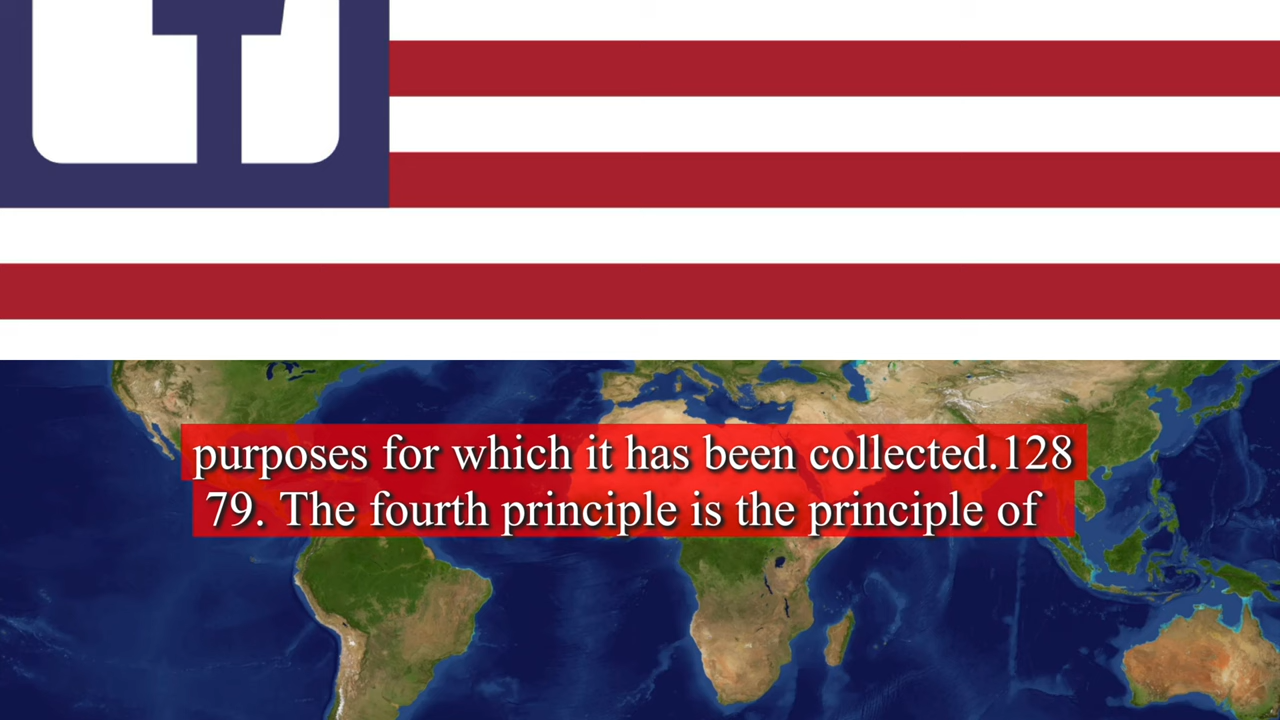 purposes for which it has been collected.128
79. The fourth principle is the principle of